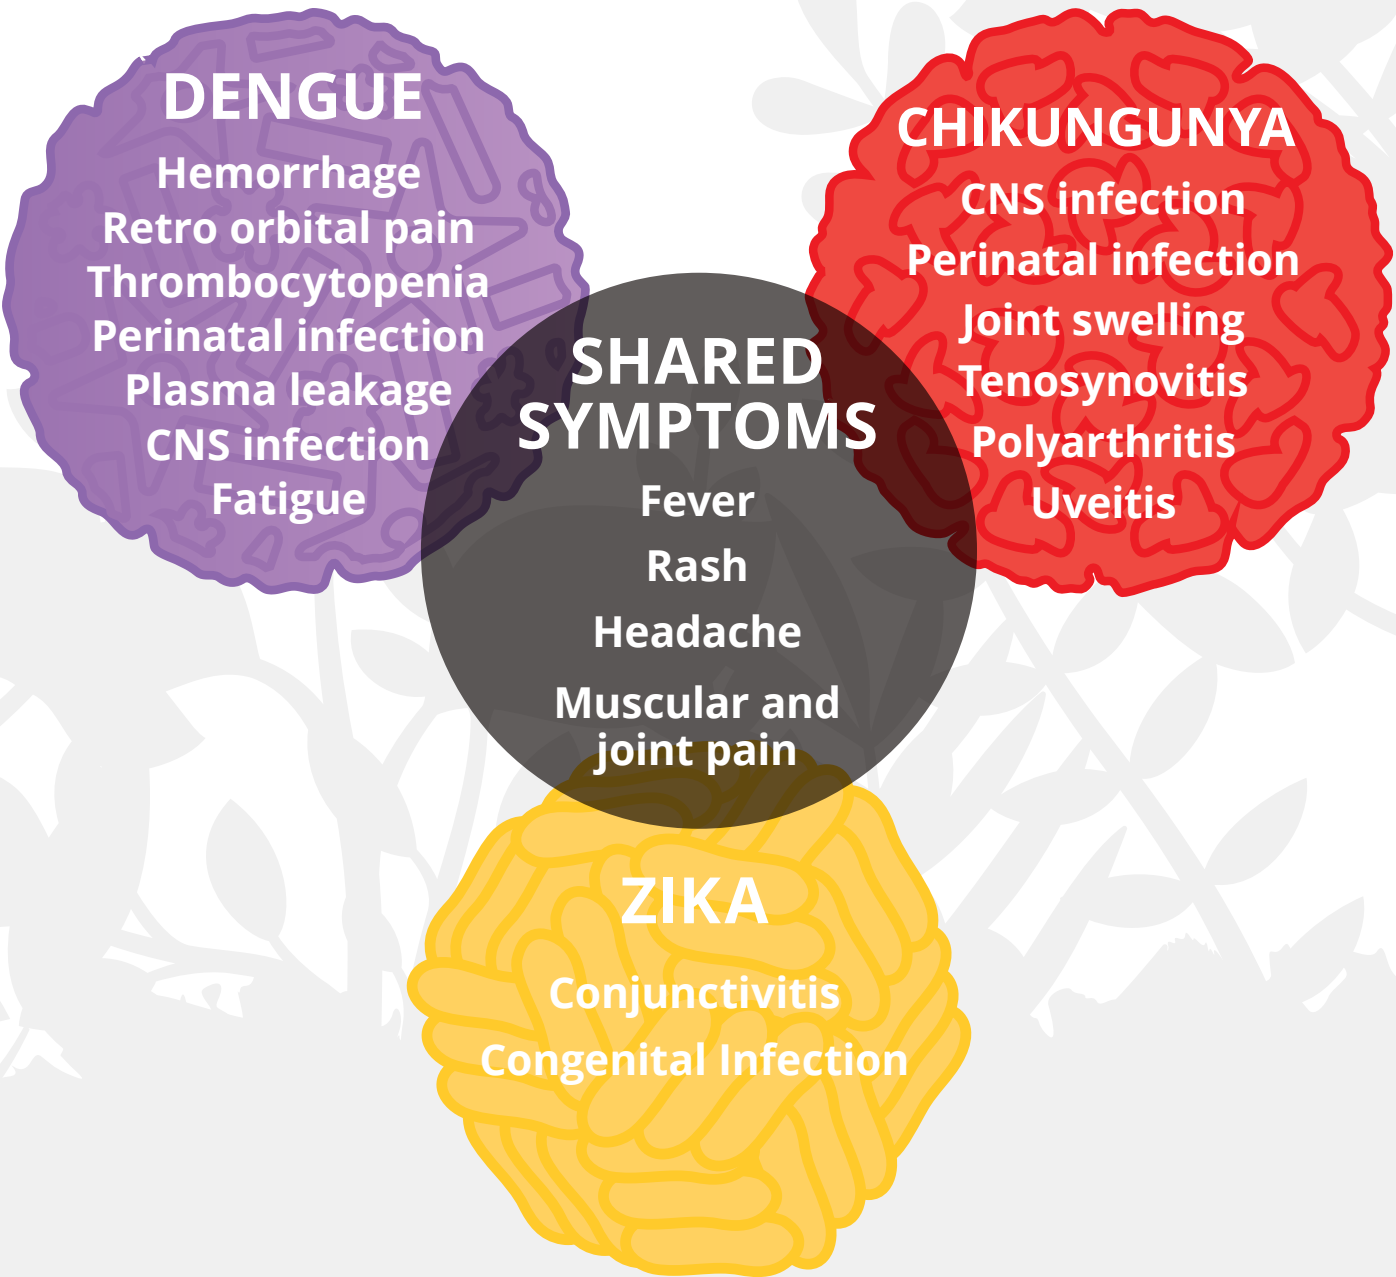 DENGUE
Hemorrhage
Retro orbital pain
Thrombocytopenia
Perinatal infection
Plasma leakage
CNS infection
Fatigue
CHIKUNGUNYA
CNS infection
Perinatal infection
Joint swelling
Tenosynovitis
Polyarthritis
Uveitis
SHARED
SYMPTOMS
Fever
Rash
Headache
Muscular and
joint pain
ZIKA
Conjunctivitis
Congenital Infection